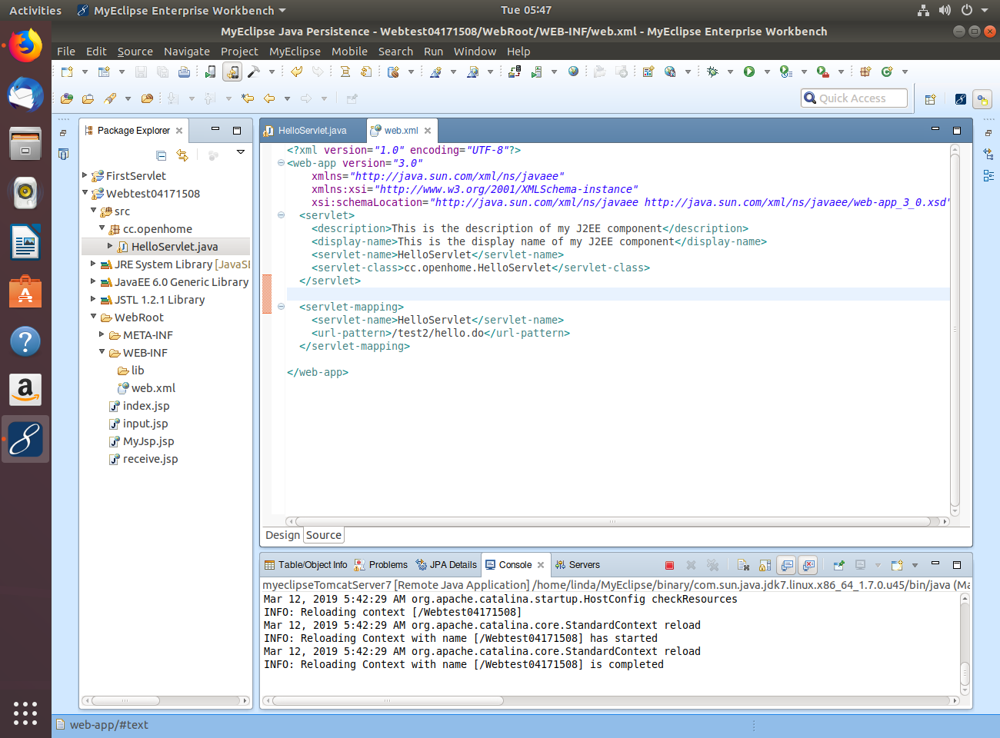 Activities
MyEclipse Enterprise Workbench
Tue 05:47
MyEclipse Java Persistence - Webtest04171508/WebRoot/WEB-INF/web.xml - MyEclipse Enterprise Workbench
File Edit Source Navigate Project MyEclipse Mobile Search Run Window Help
Quick Access
Package Explorer
FirstServlet
Webtest04171508
src
cc.openhome
HelloServlet.java
JRE System Library [JavaSE
JavaEE 6.0 Generic Library
JSTL 1.2.1 Library
WebRoot
META-INF
WEB-INF
lib
web.xml
index.jsp
input.jsp
MyJsp.jsp
receive.jsp
HelloServlet.java
web.xml
<?xml version="1.0" encoding="UTF-8"?>
<web-app version="3.0"
xmlns="http://java.sun.com/xml/ns/javaee"
xmlns:xsi="http://www.w3.org/2001/XMLSchema-instance"
xsi:schemaLocation="http://java.sun.com/xml/ns/javaee http://java.sun.com/xml/ns/javaee/web-app_3_0.xsd"
<servlet>
<description>This is the description of my J2EE component</description>
<display-name>This is the display name of my J2EE component</display-name>
<servlet-name>HelloServlet</servlet-name>
<servlet-class>cc.openhome.HelloServlet</servlet-class>
</servlet>
<servlet-mapping>
<servlet-name>HelloServlet</servlet-name>
<url-pattern>/test2/hello.do</url-pattern>
</servlet-mapping>
</web-app>
Design
Source
Table/Object Info
Problems
JPA Details
Console
Servers
myeclipseTomcatServer7 [Remote Java Application] /home/linda/MyEclipse/binary/com.sun.java.jdk7.linux.x86_64_1.7.0.u45/bin/java (Ma
Mar 12, 2019 5:42:29 AM org.apache.catalina.startup.HostConfig checkResources
INFO: Reloading context [/Webtest04171508]
Mar 12, 2019 5:42:29 AM org.apache.catalina.core.StandardContext reload
INFO: Reloading Context with name [/Webtest04171508] has started
Mar 12, 2019 5:42:29 AM org.apache.catalina.core.StandardContext reload
INFO: Reloading Context with name [/Webtest04171508] is completed
web-app/#text